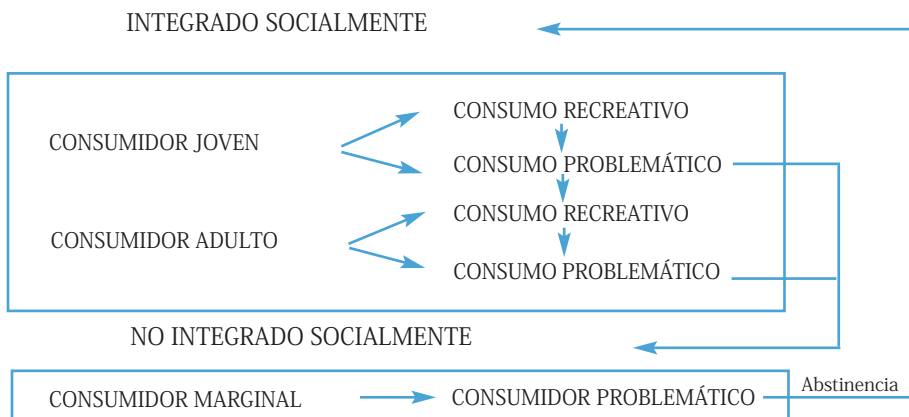 INTEGRADO SOCIALMENTE
CONSUMO RECREATIVO
CONSUMIDOR JOVEN
CONSUMO PROBLEMÁTICO
CONSUMO RECREATIVO
CONSUMIDOR ADULTO
CONSUMO PROBLEMÁTICO
NO INTEGRADO SOCIALMENTE
CONSUMIDOR MARGINAL
CONSUMIDOR PROBLEMÁTICO
Abstinencia